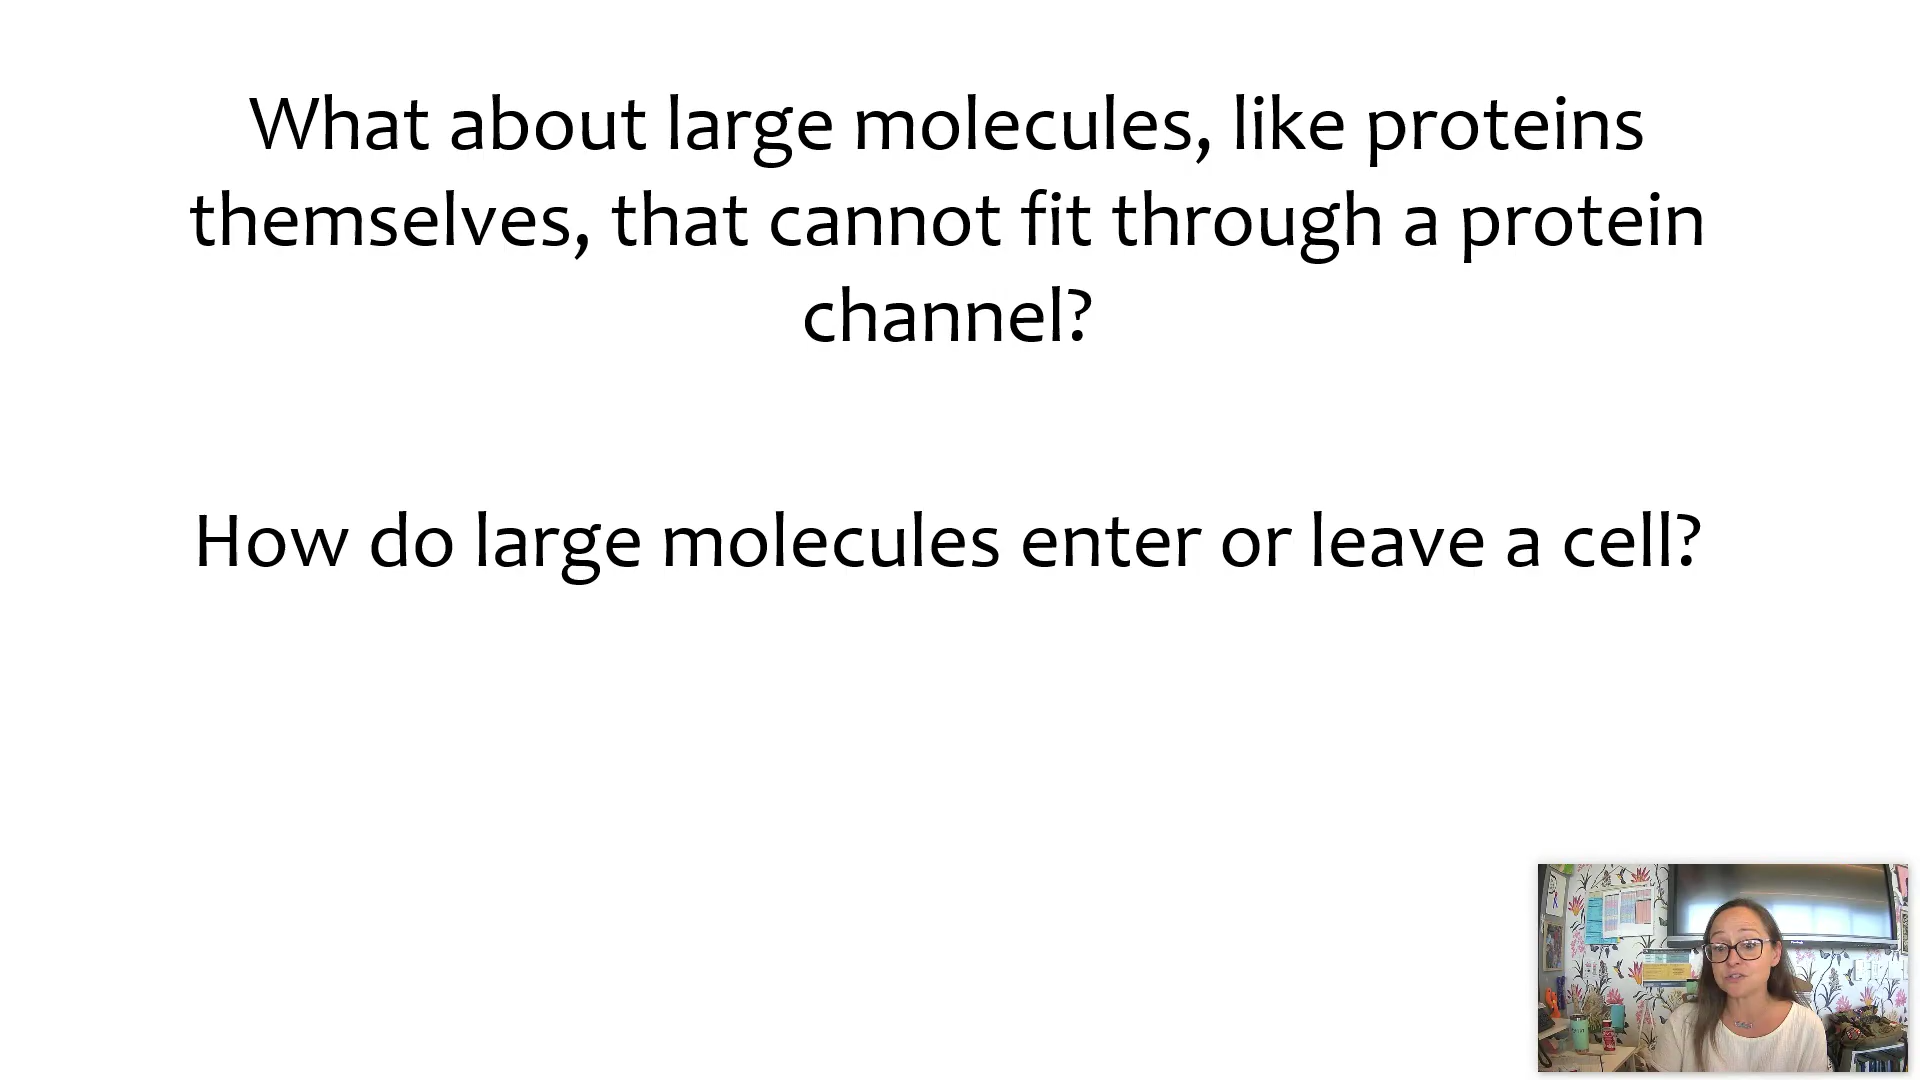 What about large molecules, like proteins
themselves, that cannot fit through a protein
channel?
How do large molecules enter or leave a cell?